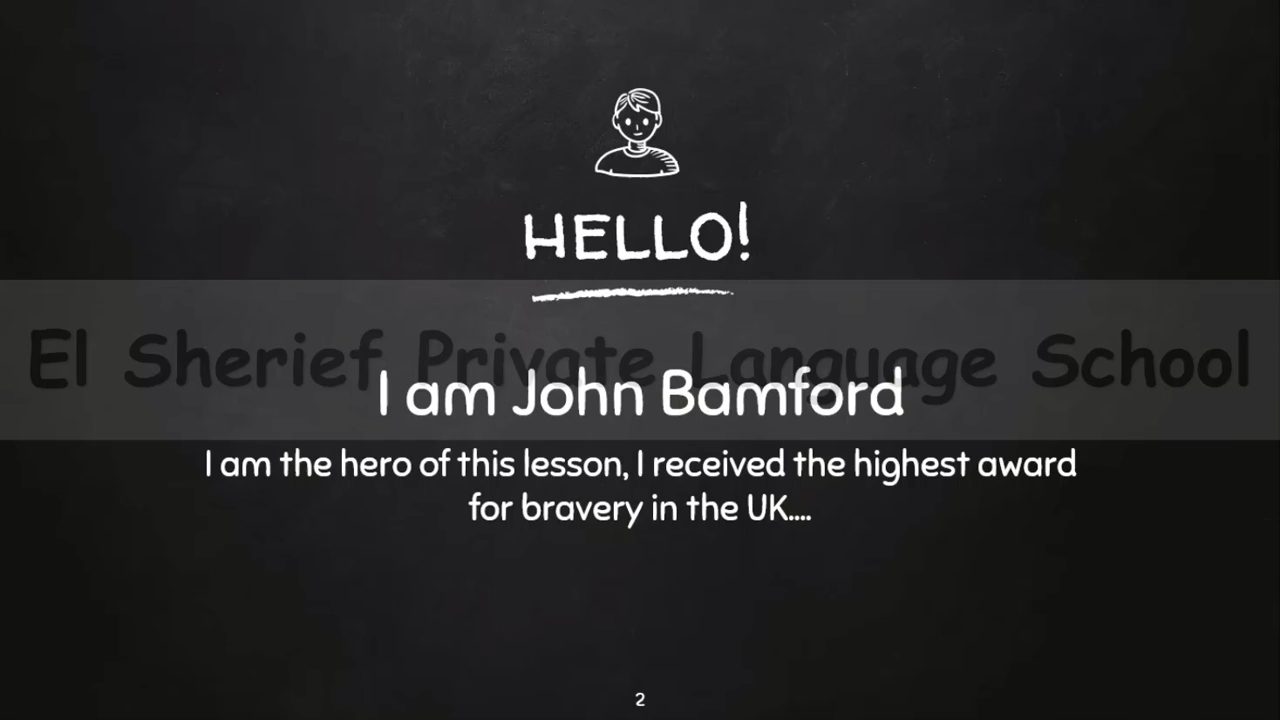 HELLO!
El Sherief Private Language School
I am John Bamford
I am the hero of this lesson, I received the highest award
for bravery in the UK....
2